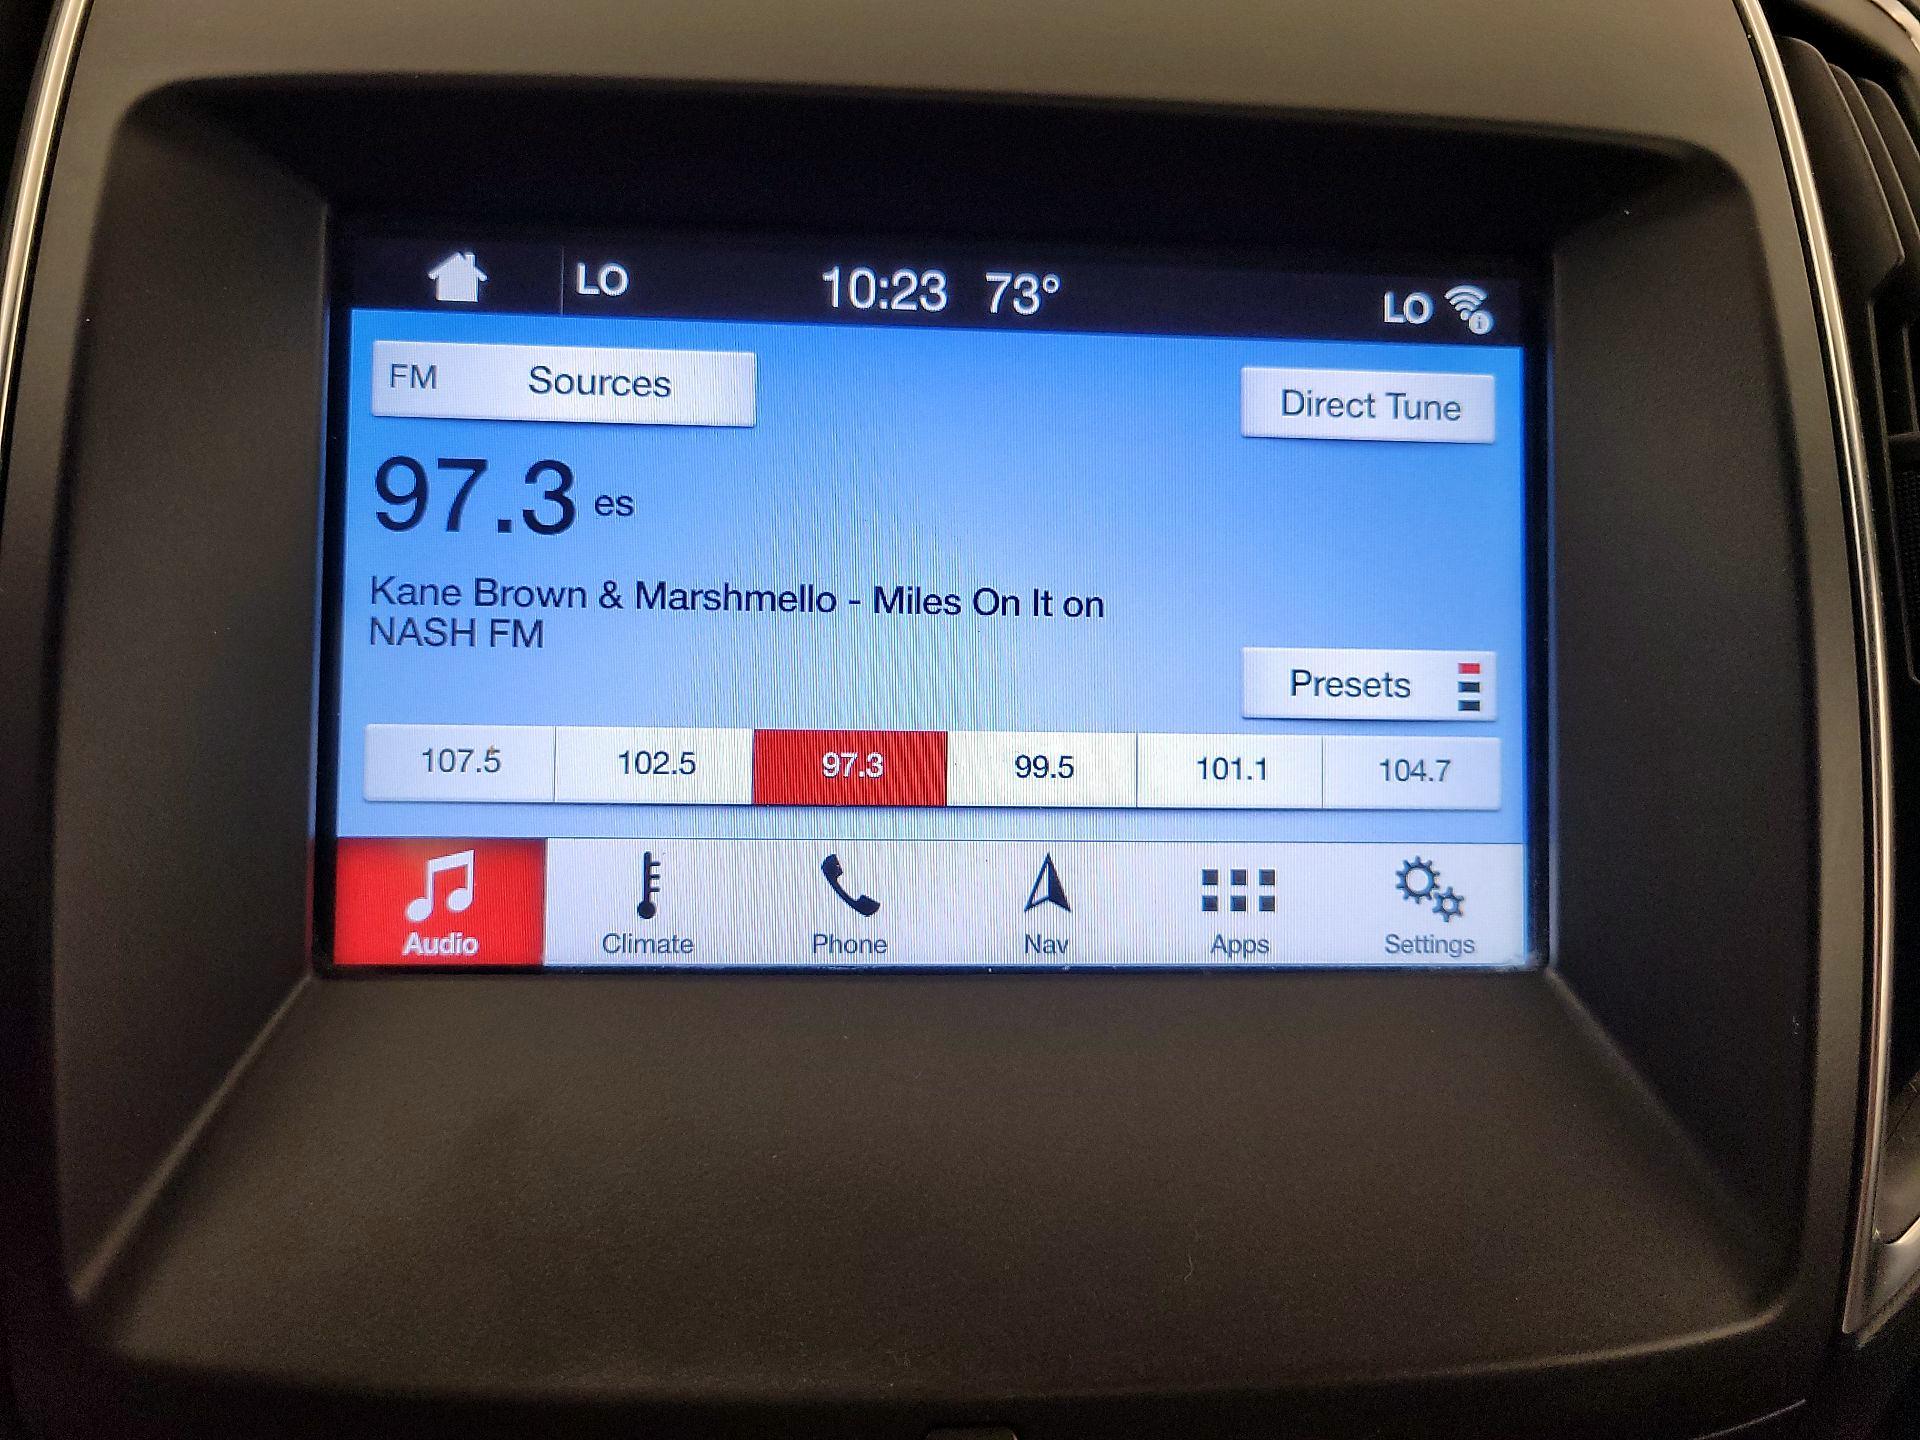 LO 10:23 73° LO
FM Sources
Direct Tune
97.3 es
Kane Brown & Marshmello - Miles On It on
NASH FM
Presets
107.5 102.5 97.3 99.5 101.1 104.7
Audio Climate Phone Nav Apps Settings